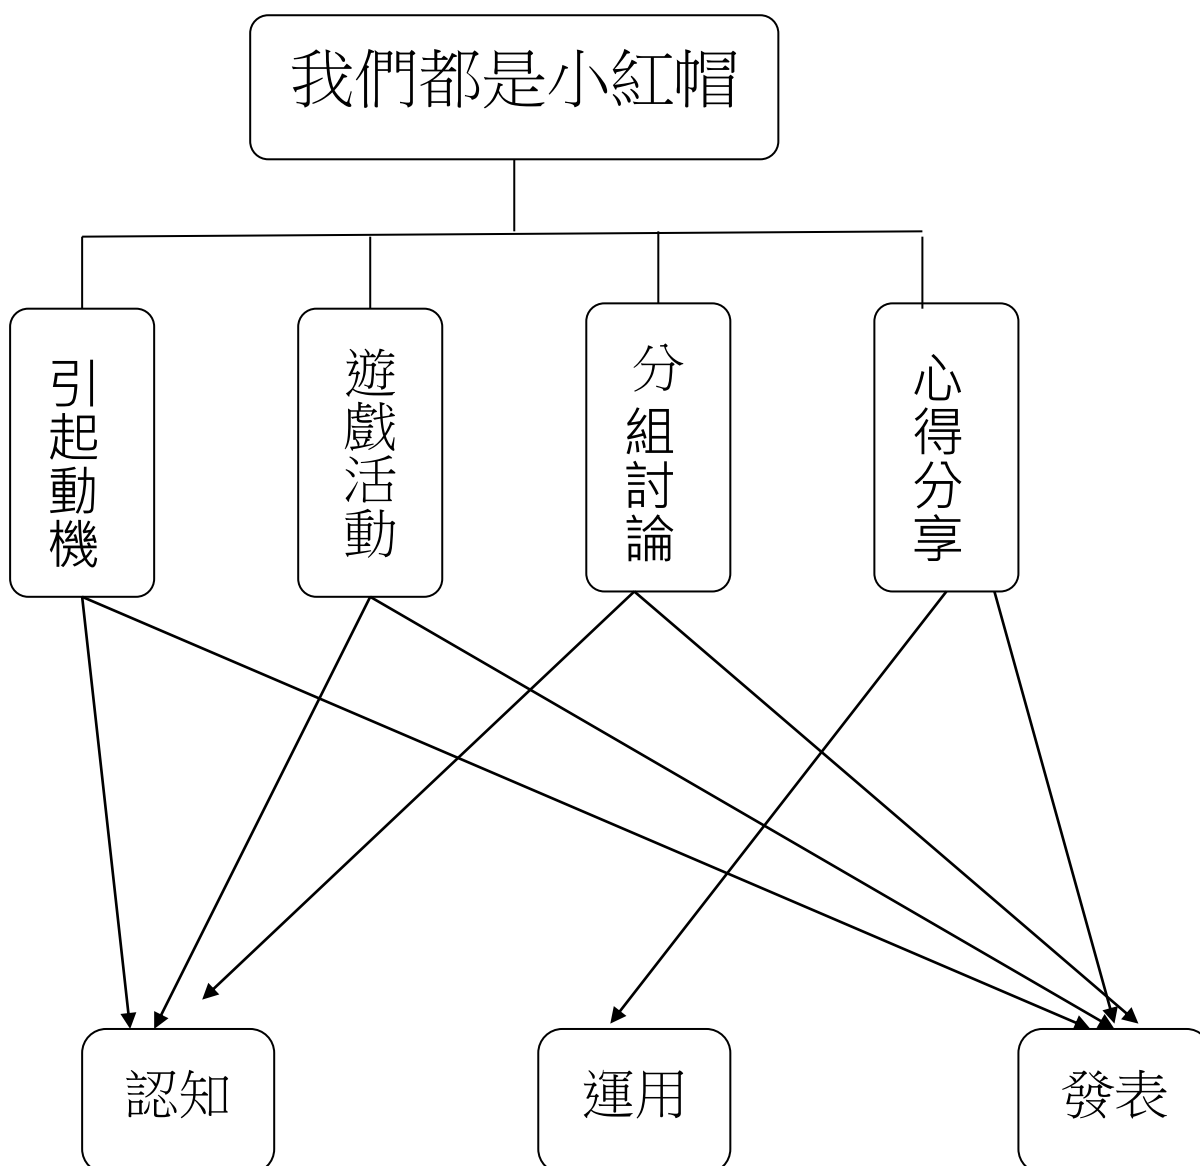 我們都是小紅帽
引起動機
遊戲活動
分組討論
心得分享
認知
運用
發表